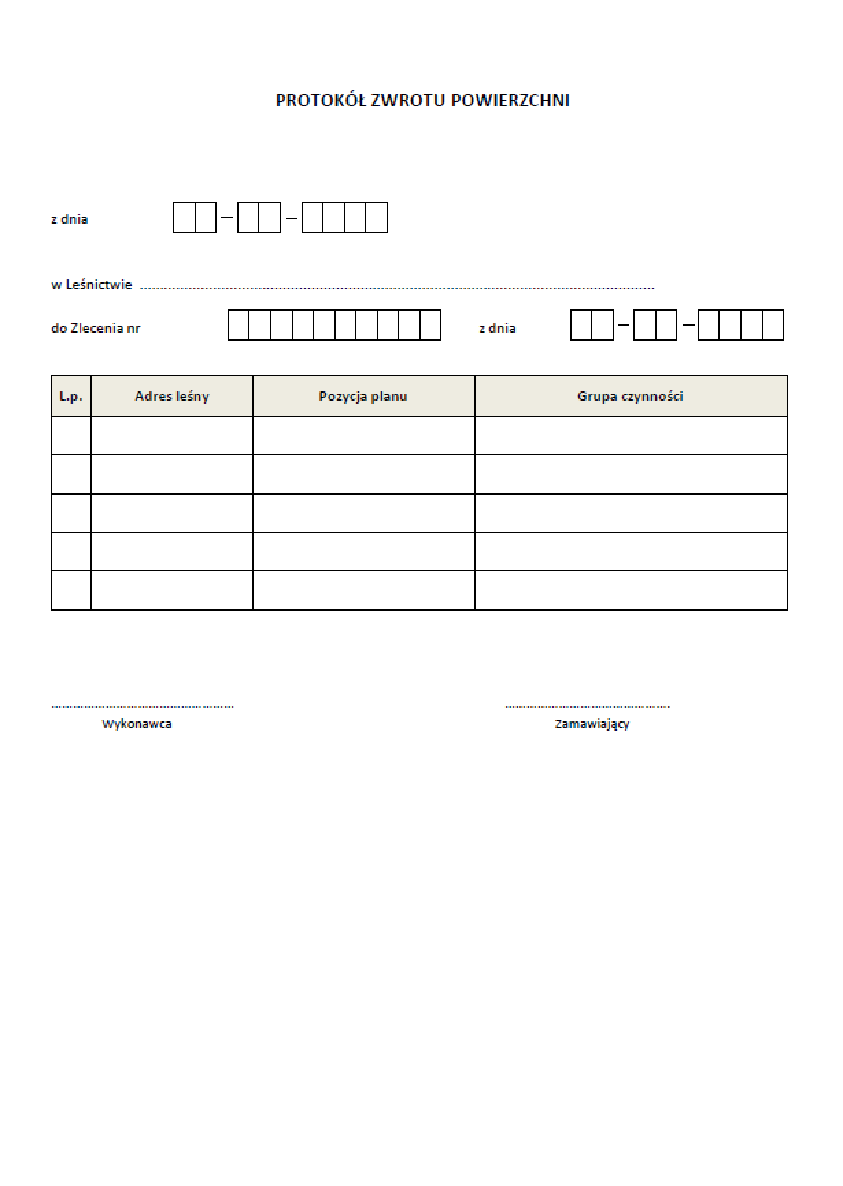 PROTOKÓŁ ZWROTU POWIERZCHNI
z dnia – –
w Leśnictwie ........................................................................................................
do Zlecenia nr z dnia – –
L.p. Adres leśny Pozycja planu Grupa czynności
.................................................. ..............................................
Wykonawca Zamawiający